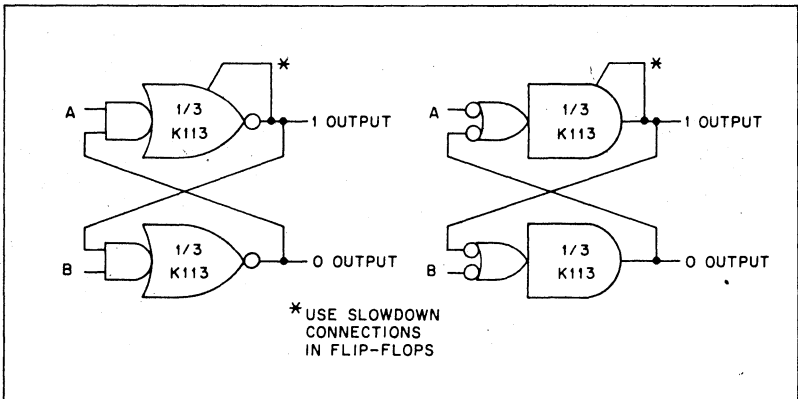 A
1/3
K113
*
1 OUTPUT
B
1/3
K113
0 OUTPUT
A
1/3
K113
*
1 OUTPUT
B
1/3
K113
0 OUTPUT
* USE SLOWDOWN
CONNECTIONS
IN FLIP-FLOPS